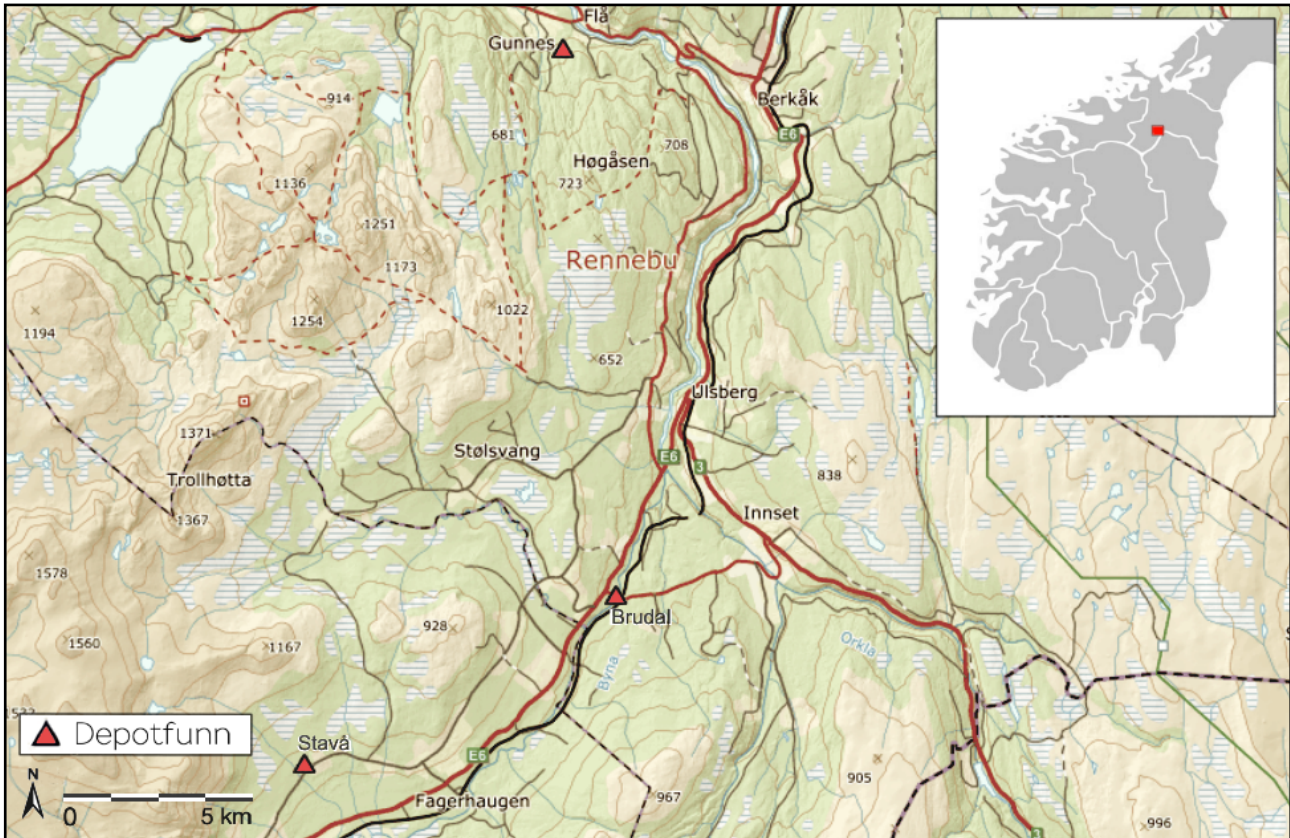 Flå
Gunnes
914
Berkåk
681
E6
708
Høgåsen
723
1136
1251
Rennebu
1173
1022
1254
1194
652
Ulsberg
1371
Stølsvang
E6
3
838
Trollhøtta
Innset
1367
1578
Brudal
928
Orkla
1560
1167
Byna
Depotfunn
Stavå
E6
905
N
Fagerhaugen
967
996
0
5 km
3